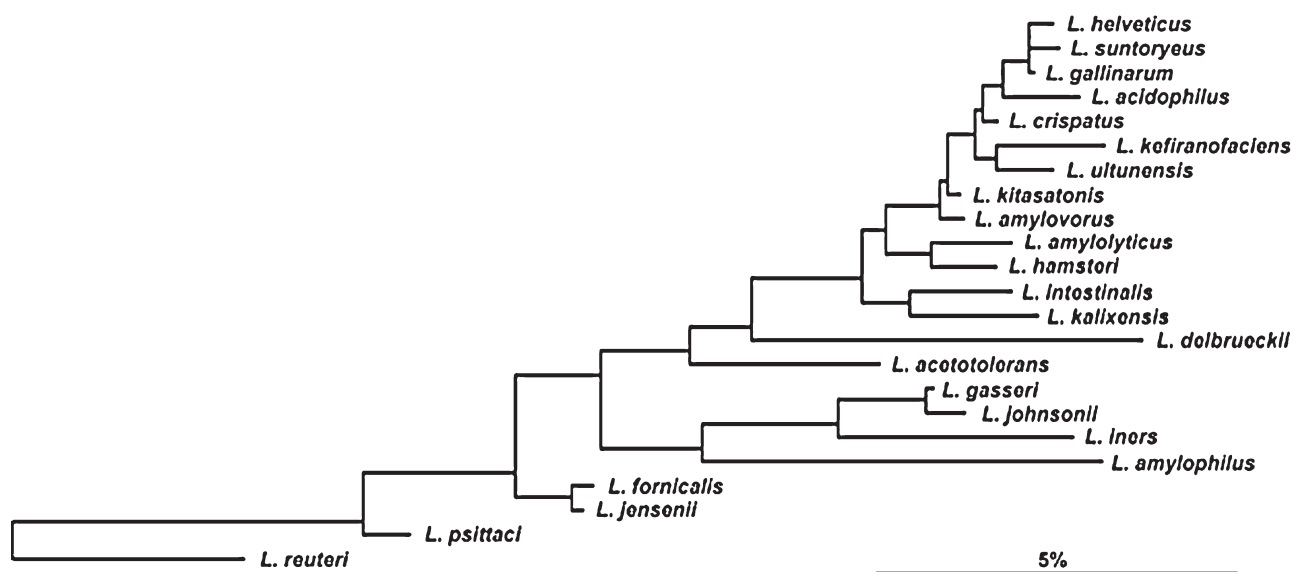 L. helveticus
L. suntoryeus
L. gallinarum
L. acidophilus
L. crispatus
L. kefiranofaciens
L. ultunensis
L. kitasatonis
L. amylovorus
L. amylolyticus
L. hamsteri
L. intestinalis
L. kalixensis
L. delbrueckii
L. acetotolerans
L. gasseri
L. johnsonii
L. iners
L. amylophilus
L. fornicalis
L. jensenii
L. psittaci
L. reuteri
5%